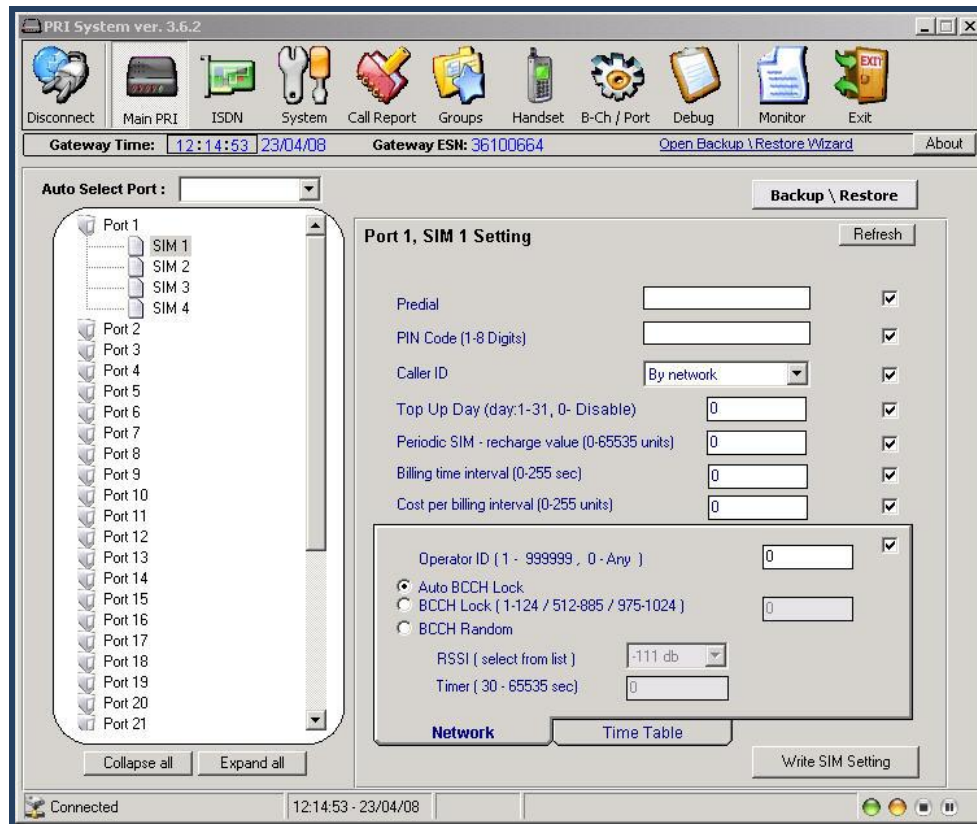 PRI System ver. 3.6.2
Disconnect Main PRI ISDN System Call Report Groups Handset B-Ch / Port Debug Monitor Exit
EXIT
Gateway Time: 12:14:53 23/04/08 Gateway ESN: 36100664 Open Backup \ Restore Wizard About
Auto Select Port :
Backup \ Restore
Port 1
SIM 1
SIM 2
SIM 3
SIM 4
Port 2
Port 3
Port 4
Port 5
Port 6
Port 7
Port 8
Port 9
Port 10
Port 11
Port 12
Port 13
Port 14
Port 15
Port 16
Port 17
Port 18
Port 19
Port 20
Port 21
Collapse all Expand all
Port 1, SIM 1 Setting Refresh
Predial
PIN Code (1-8 Digits)
Caller ID By network
Top Up Day (day:1-31, 0- Disable) 0
Periodic SIM - recharge value (0-65535 units) 0
Billing time interval (0-255 sec) 0
Cost per billing interval (0-255 units) 0
Operator ID ( 1 - 999999 , 0 - Any ) 0
Auto BCCH Lock
BCCH Lock ( 1-124 / 512-885 / 975-1024 ) 0
BCCH Random
RSSI ( select from list ) -111 db
Timer ( 30 - 65535 sec) 0
Network Time Table
Write SIM Setting
Connected 12:14:53 - 23/04/08